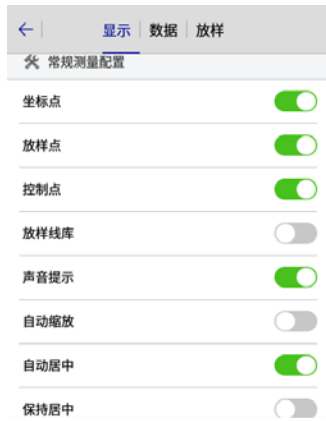 显示 数据 放样
常规测量配置
坐标点
放样点
控制点
放样线库
声音提示
自动缩放
自动居中
保持居中